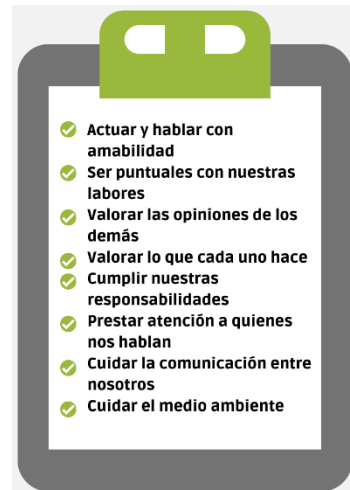 Actuar y hablar con
amabilidad
Ser puntuales con nuestras
labores
Valorar las opiniones de los
demás
Valorar lo que cada uno hace
Cumplir nuestras
responsabilidades
Prestar atención a quienes
nos hablan
Cuidar la comunicación entre
nosotros
Cuidar el medio ambiente